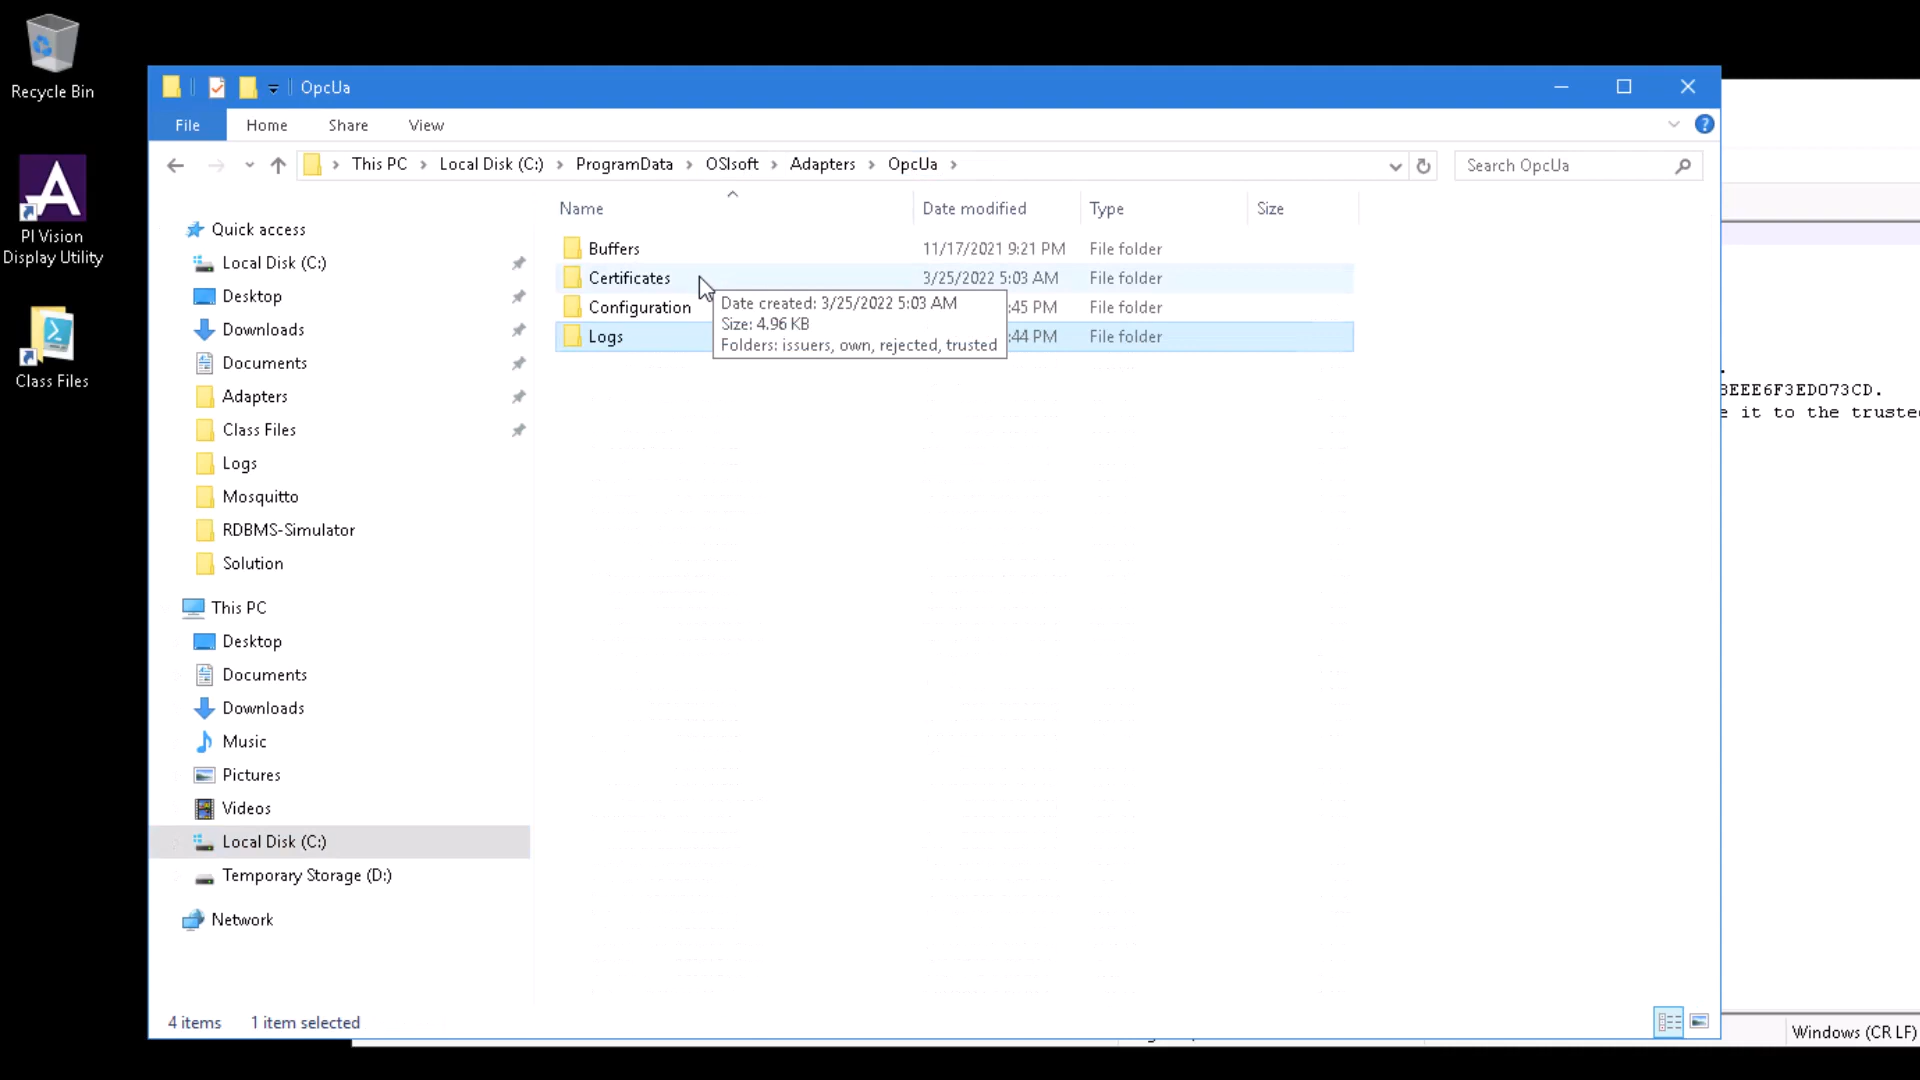 Recycle Bin
PI Vision
Display Utility
Class Files
OpcUa
File
Home
Share
View
This PC
Local Disk (C:)
ProgramData
OSIsoft
Adapters
OpcUa
Search OpcUa
Quick access
Local Disk (C:)
Desktop
Downloads
Documents
Adapters
Class Files
Logs
Mosquitto
RDBMS-Simulator
Solution
This PC
Desktop
Documents
Downloads
Music
Pictures
Videos
Local Disk (C:)
Temporary Storage (D:)
Network
Name
Date modified
Type
Size
Buffers 11/17/2021 9:21 PM File folder
Certificates 3/25/2022 5:03 AM File folder
Configuration :45 PM File folder
Logs :44 PM File folder
Date created: 3/25/2022 5:03 AM
Size: 4.96 KB
Folders: issuers, own, rejected, trusted
EEE6F3ED073CD.
e it to the trusted
4 items 1 item selected
Windows (CR LF)